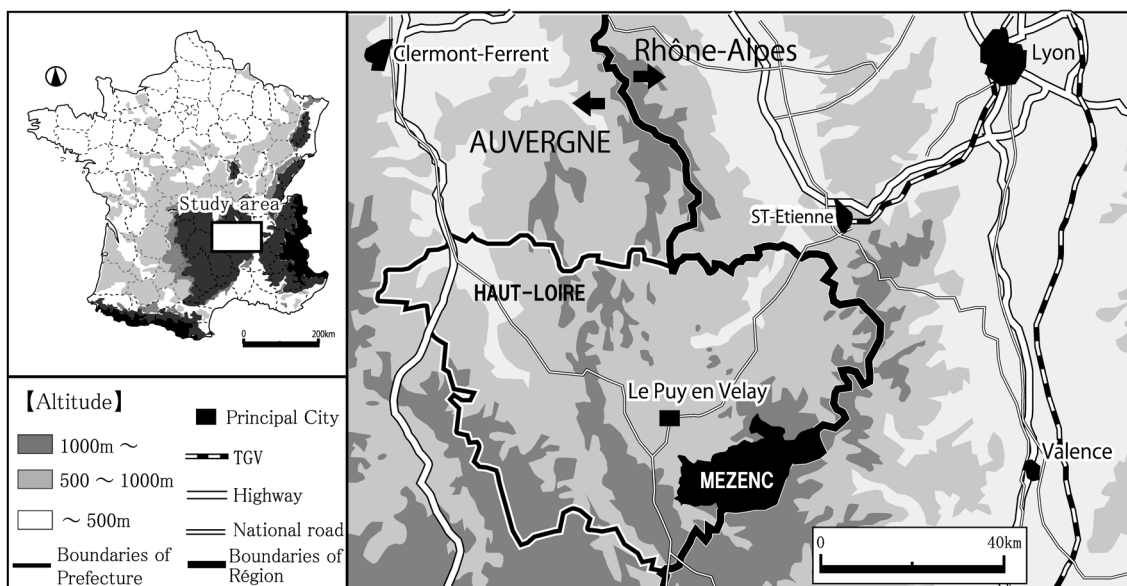 Study area
0
200km
【Altitude】
1000m ～
500 ～ 1000m
～ 500m
Boundaries of
Prefecture
Principal City
TGV
Highway
National road
Boundaries of
Région
Clermont-Ferrent
Rhône-Alpes
Lyon
AUVERGNE
ST-Etienne
HAUT-LOIRE
Le Puy en Velay
MEZENC
Valence
0
40km